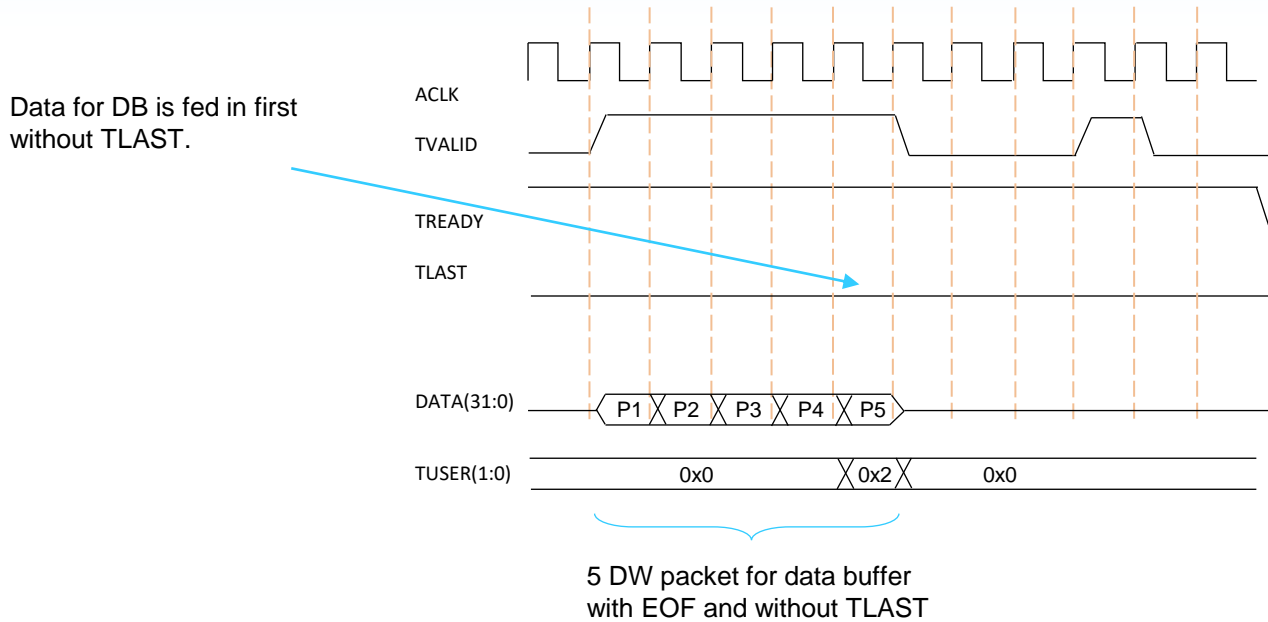 Data for DB is fed in first
without TLAST.
ACLK
TVALID
TREADY
TLAST
DATA(31:0)
P1 P2 P3 P4 P5
TUSER(1:0)
0x0 0x2 0x0
5 DW packet for data buffer
with EOF and without TLAST